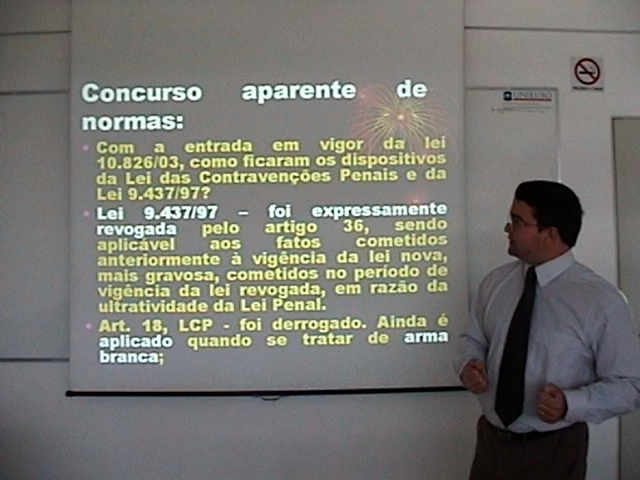 Concurso aparente de
normas:
Com a entrada em vigor da lei
10.826/03, como ficaram os dispositivos
da Lei das Contravenções Penais e da
Lei 9.437/97?
Lei 9.437/97 – foi expressamente
revogada pelo artigo 36, sendo
aplicável aos fatos cometidos
anteriormente à vigência da lei nova,
mais gravosa, cometidos no período de
vigência da lei revogada, em razão da
ultratividade da Lei Penal.
Art. 18, LCP - foi derrogado. Ainda é
aplicado quando se tratar de arma
branca;
UNIEURO